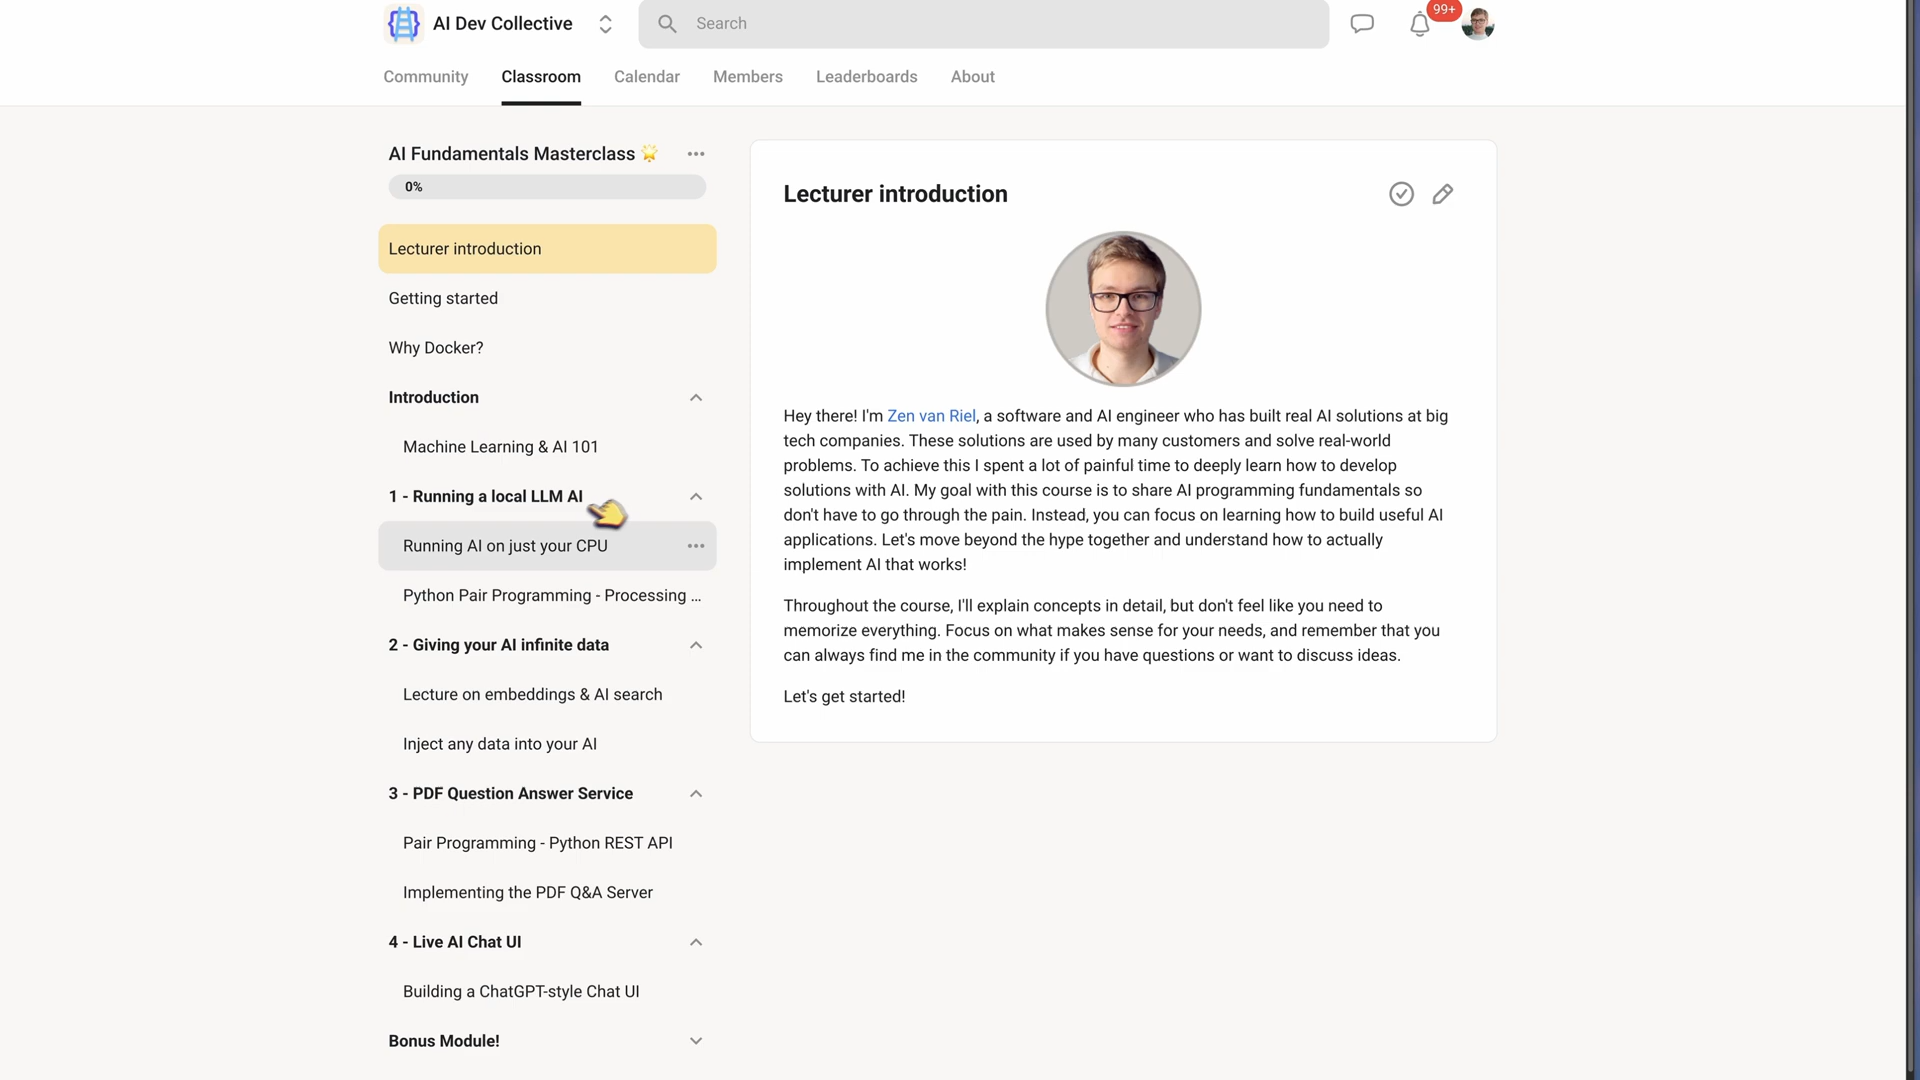 AI Dev Collective
Search
99+
Community Classroom Calendar Members Leaderboards About
AI Fundamentals Masterclass 🌟
0%
Lecturer introduction
Getting started
Why Docker?
Introduction
Machine Learning & AI 101
1 - Running a local LLM AI
Running AI on just your CPU
Python Pair Programming - Processing ...
2 - Giving your AI infinite data
Lecture on embeddings & AI search
Inject any data into your AI
3 - PDF Question Answer Service
Pair Programming - Python REST API
Implementing the PDF Q&A Server
4 - Live AI Chat UI
Building a ChatGPT-style Chat UI
Bonus Module!
Lecturer introduction
Hey there! I'm Zen van Riel, a software and AI engineer who has built real AI solutions at big
tech companies. These solutions are used by many customers and solve real-world
problems. To achieve this I spent a lot of painful time to deeply learn how to develop
solutions with AI. My goal with this course is to share AI programming fundamentals so
don't have to go through the pain. Instead, you can focus on learning how to build useful AI
applications. Let's move beyond the hype together and understand how to actually
implement AI that works!
Throughout the course, I'll explain concepts in detail, but don't feel like you need to
memorize everything. Focus on what makes sense for your needs, and remember that you
can always find me in the community if you have questions or want to discuss ideas.
Let's get started!